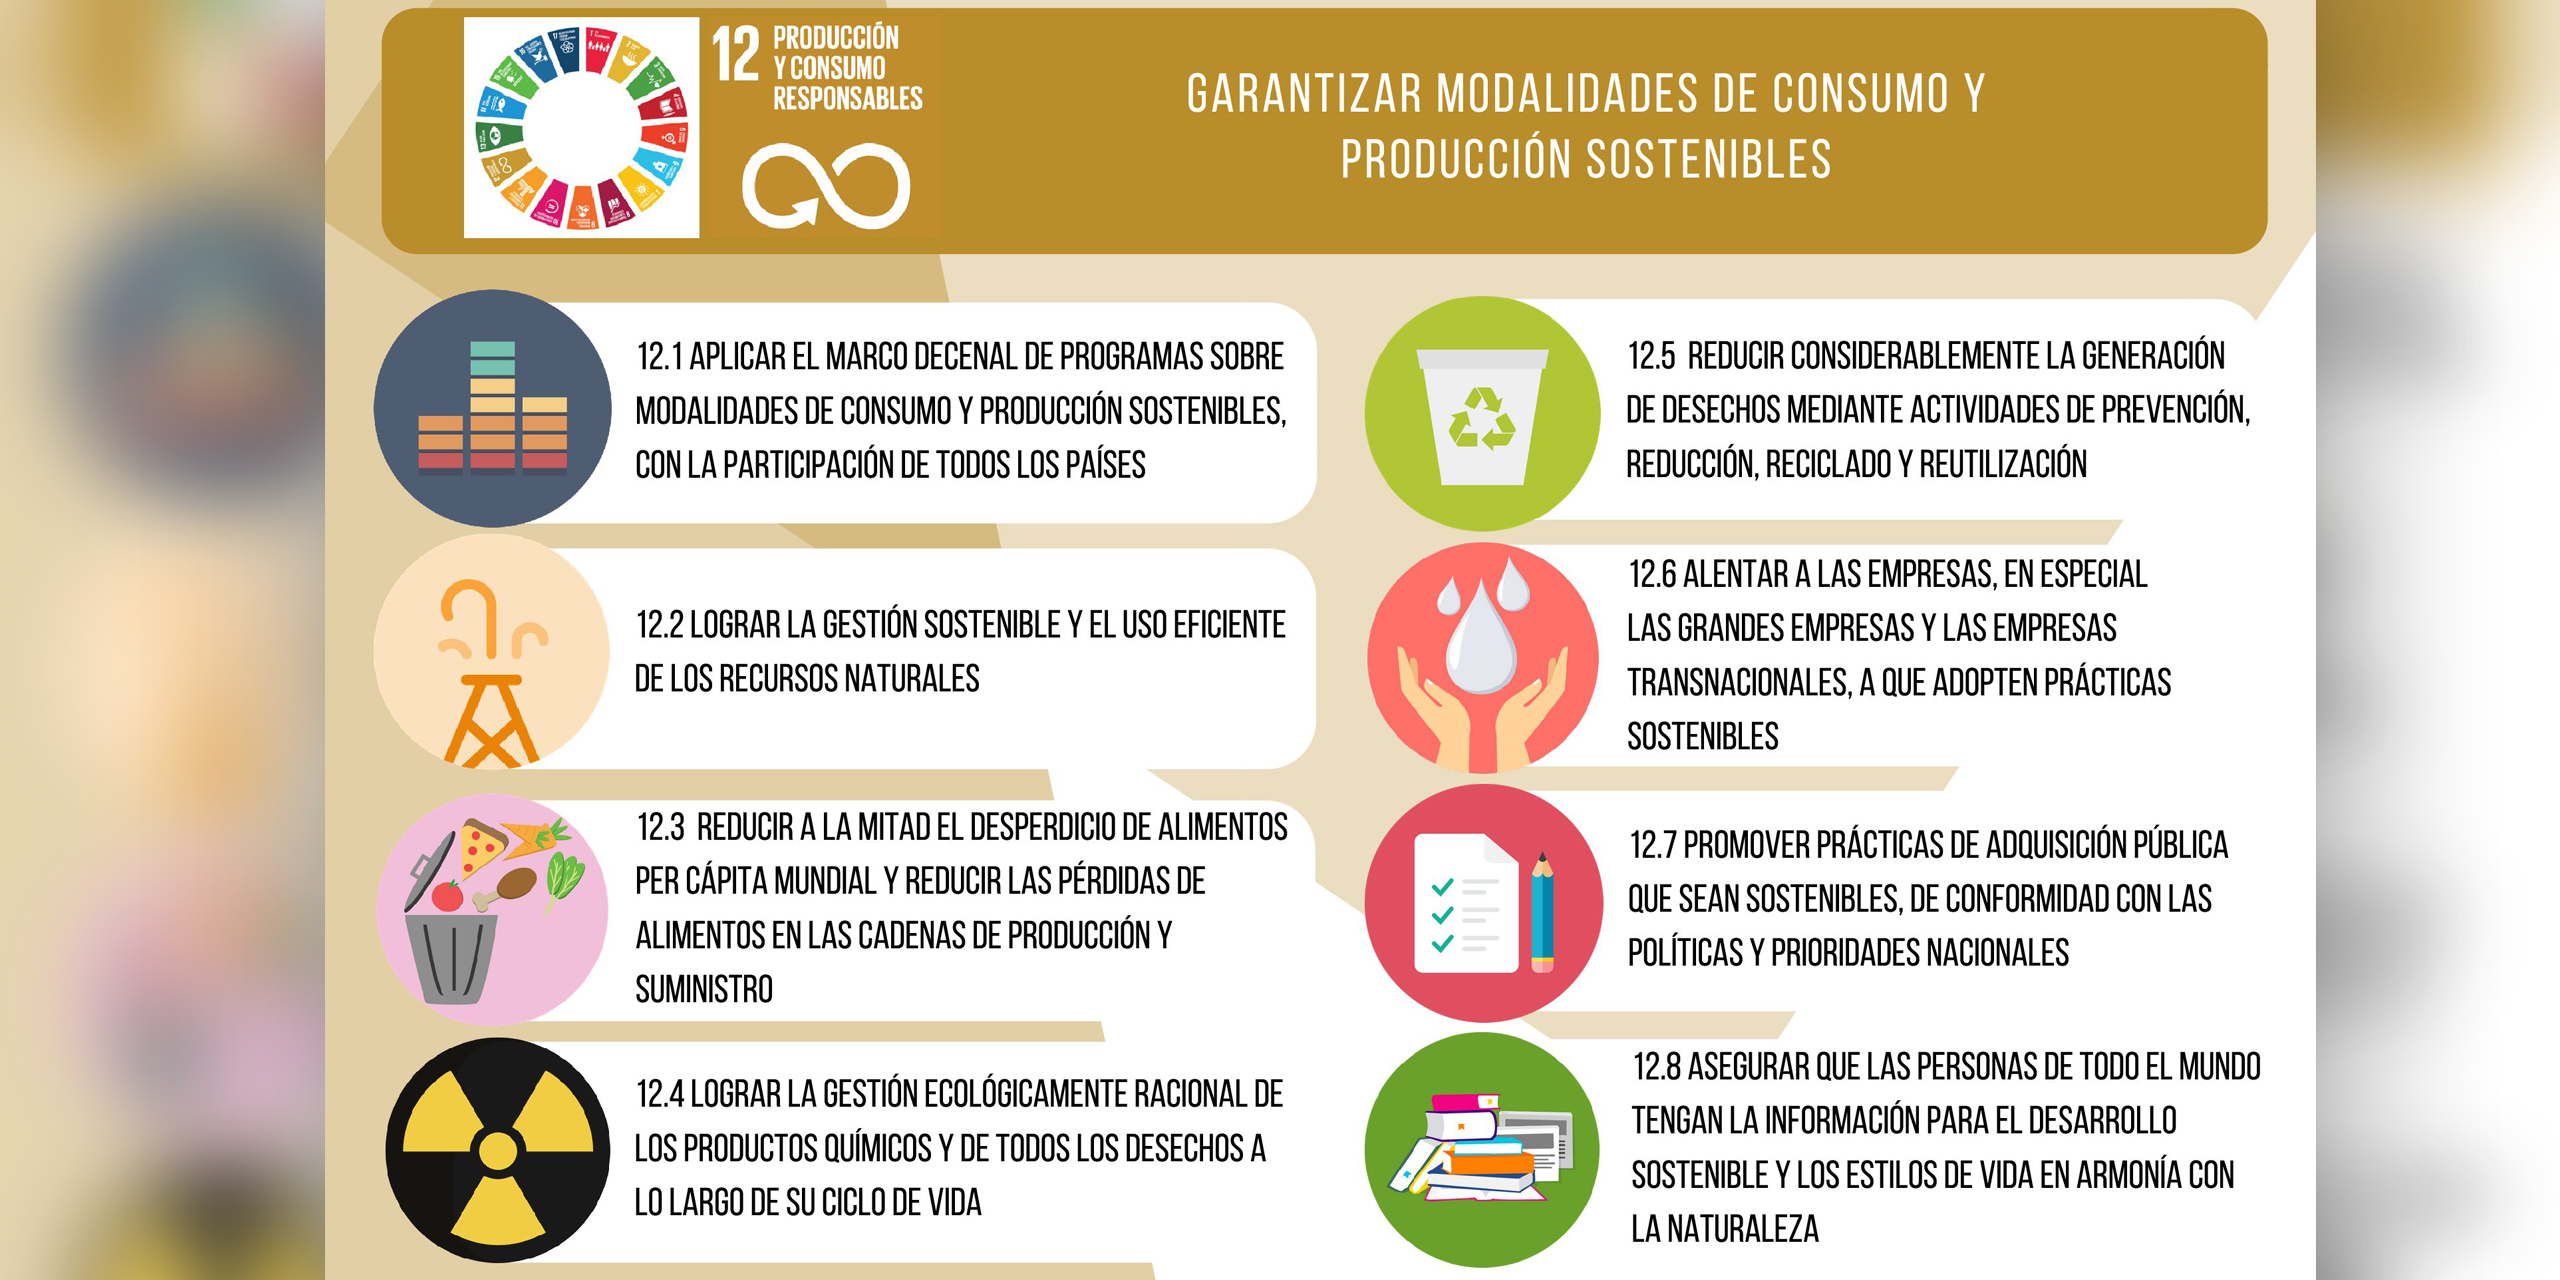 12 PRODUCCIÓN
Y CONSUMO
RESPONSABLES
GARANTIZAR MODALIDADES DE CONSUMO Y
PRODUCCIÓN SOSTENIBLES
12.1 APLICAR EL MARCO DECENAL DE PROGRAMAS SOBRE
MODALIDADES DE CONSUMO Y PRODUCCIÓN SOSTENIBLES,
CON LA PARTICIPACIÓN DE TODOS LOS PAÍSES
12.2 LOGRAR LA GESTIÓN SOSTENIBLE Y EL USO EFICIENTE
DE LOS RECURSOS NATURALES
12.3 REDUCIR A LA MITAD EL DESPERDICIO DE ALIMENTOS
PER CÁPITA MUNDIAL Y REDUCIR LAS PÉRDIDAS DE
ALIMENTOS EN LAS CADENAS DE PRODUCCIÓN Y
SUMINISTRO
12.4 LOGRAR LA GESTIÓN ECOLÓGICAMENTE RACIONAL DE
LOS PRODUCTOS QUÍMICOS Y DE TODOS LOS DESECHOS A
LO LARGO DE SU CICLO DE VIDA
12.5 REDUCIR CONSIDERABLEMENTE LA GENERACIÓN
DE DESECHOS MEDIANTE ACTIVIDADES DE PREVENCIÓN,
REDUCCIÓN, RECICLADO Y REUTILIZACIÓN
12.6 ALENTAR A LAS EMPRESAS, EN ESPECIAL
LAS GRANDES EMPRESAS Y LAS EMPRESAS
TRANSNACIONALES, A QUE ADOPTEN PRÁCTICAS
SOSTENIBLES
12.7 PROMOVER PRÁCTICAS DE ADQUISICIÓN PÚBLICA
QUE SEAN SOSTENIBLES, DE CONFORMIDAD CON LAS
POLÍTICAS Y PRIORIDADES NACIONALES
12.8 ASEGURAR QUE LAS PERSONAS DE TODO EL MUNDO
TENGAN LA INFORMACIÓN PARA EL DESARROLLO
SOSTENIBLE Y LOS ESTILOS DE VIDA EN ARMONÍA CON
LA NATURALEZA